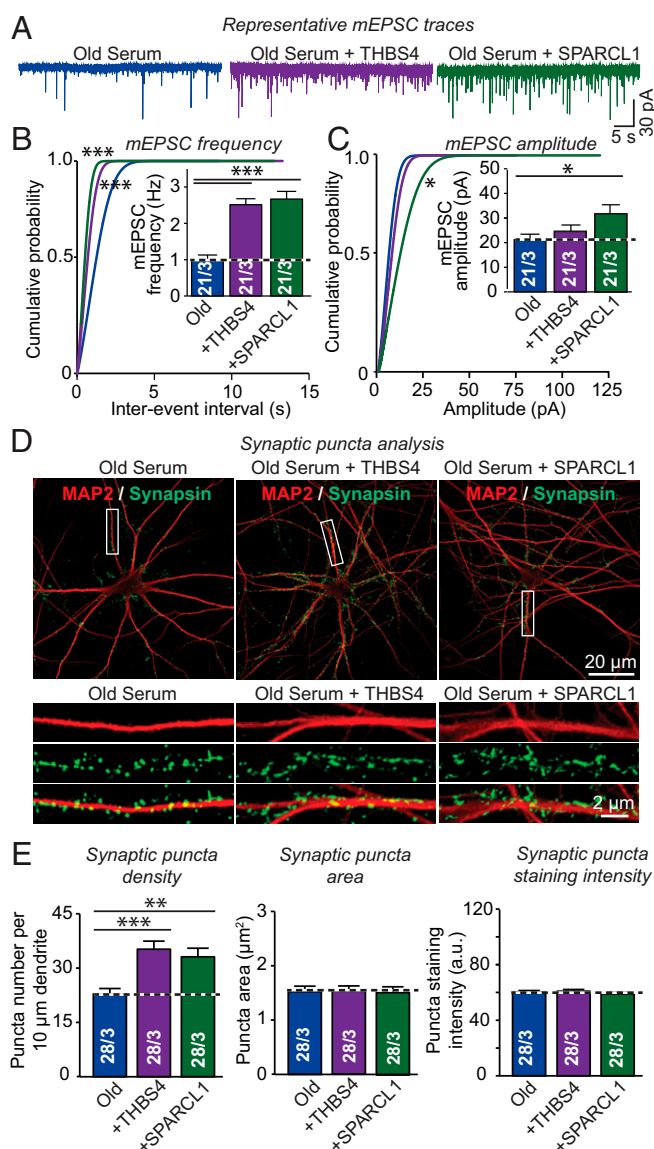 A
Representative mEPSC traces
Old Serum
Old Serum + THBS4
Old Serum + SPARCL1
5 s
30 pA
B
mEPSC frequency
1.0
0.5
0
Cumulative probability
0 5 10 15
Inter-event interval (s)
***
***
***
mEPSC
frequency (Hz)
3
2
1
0
21/3
21/3
21/3
Old
+THBS4
+SPARCL1
C
mEPSC amplitude
1.0
0.5
0
Cumulative probability
0 25 50 75 100 125
Amplitude (pA)
*
*
mEPSC
amplitude (pA)
50
40
30
20
10
0
21/3
21/3
21/3
Old
+THBS4
+SPARCL1
D
Synaptic puncta analysis
Old Serum
Old Serum + THBS4
Old Serum + SPARCL1
MAP2 / Synapsin
MAP2 / Synapsin
MAP2 / Synapsin
20 µm
Old Serum
Old Serum + THBS4
Old Serum + SPARCL1
2 µm
E
Synaptic puncta
density
Puncta number per
10 µm dendrite
45
30
15
0
**
***
28/3
28/3
28/3
Old
+THBS4
+SPARCL1
Synaptic puncta
area
Puncta area (µm²)
3
2
1
0
28/3
28/3
28/3
Old
+THBS4
+SPARCL1
Synaptic puncta
staining intensity
Puncta staining
intensity (a.u.)
120
90
60
30
0
28/3
28/3
28/3
Old
+THBS4
+SPARCL1